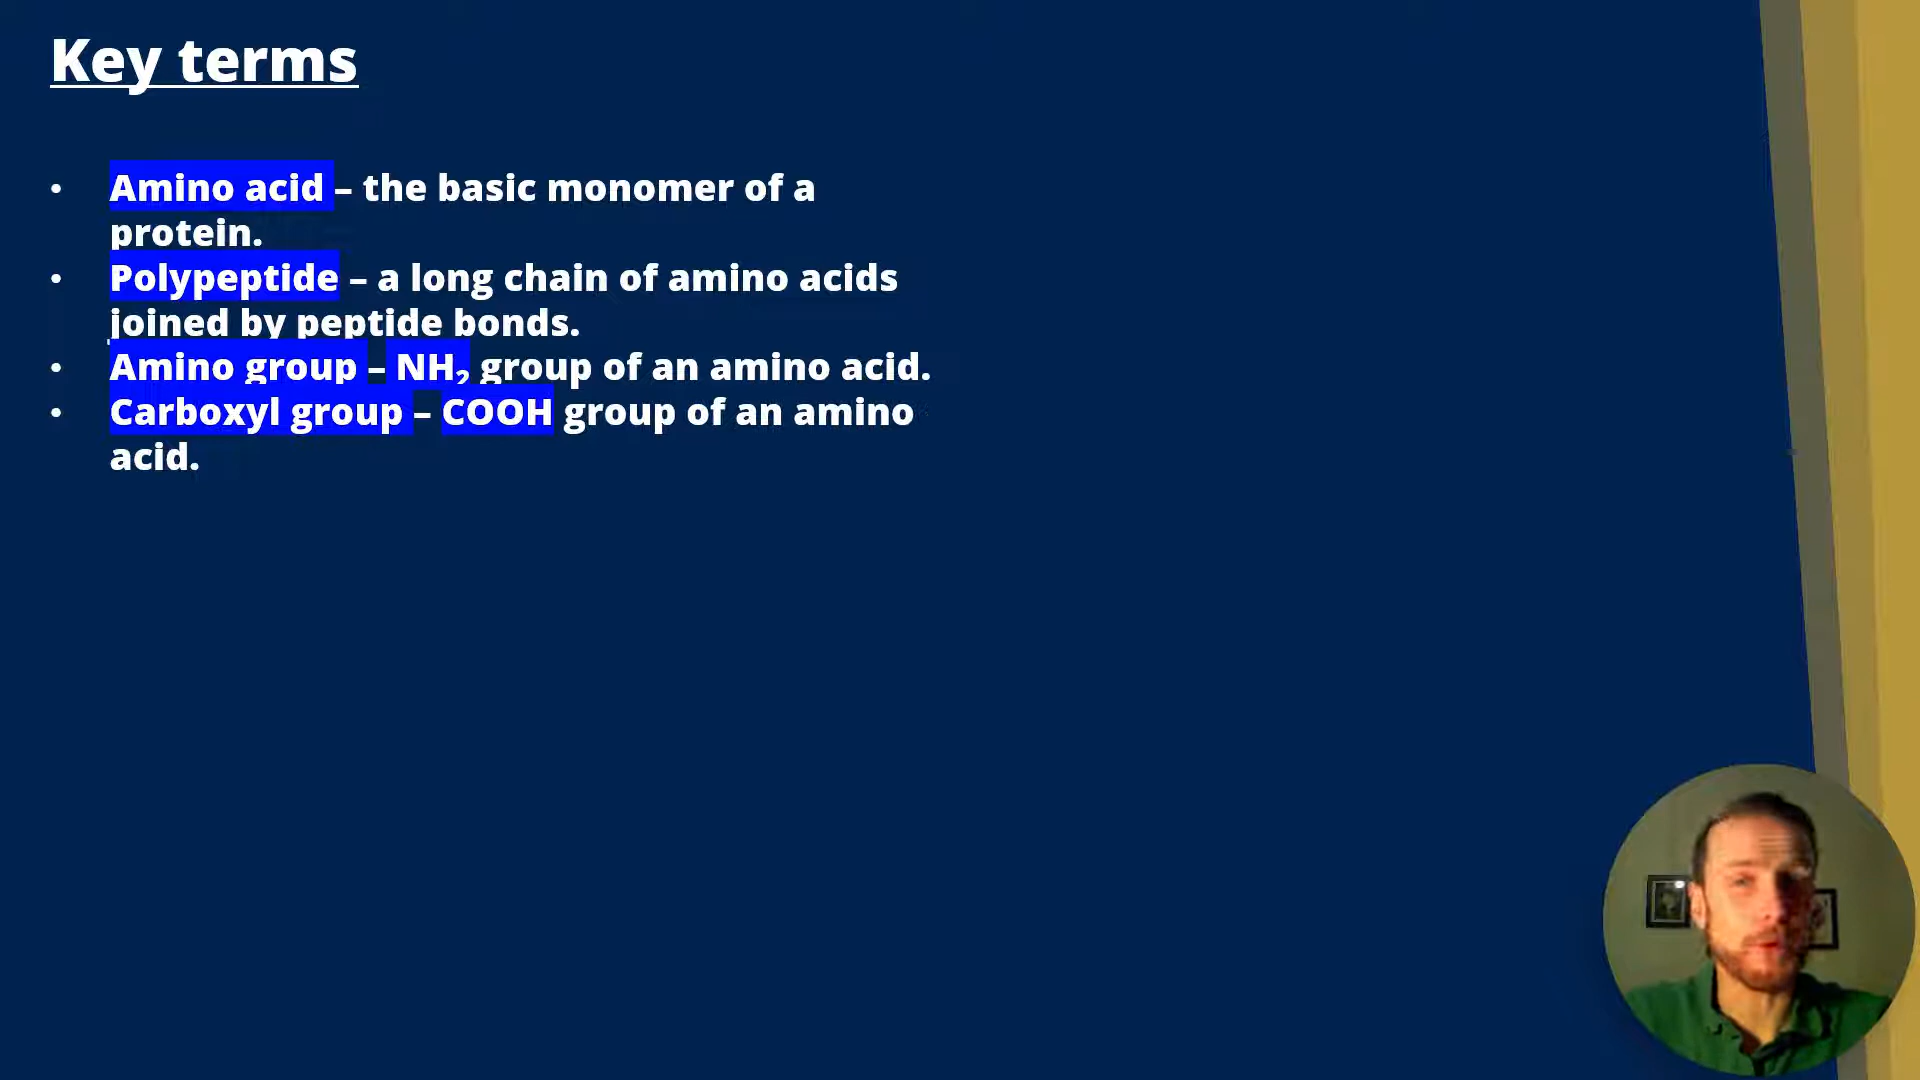 Key terms
• Amino acid – the basic monomer of a
protein.
• Polypeptide – a long chain of amino acids
joined by peptide bonds.
• Amino group – NH₂ group of an amino acid.
• Carboxyl group – COOH group of an amino
acid.